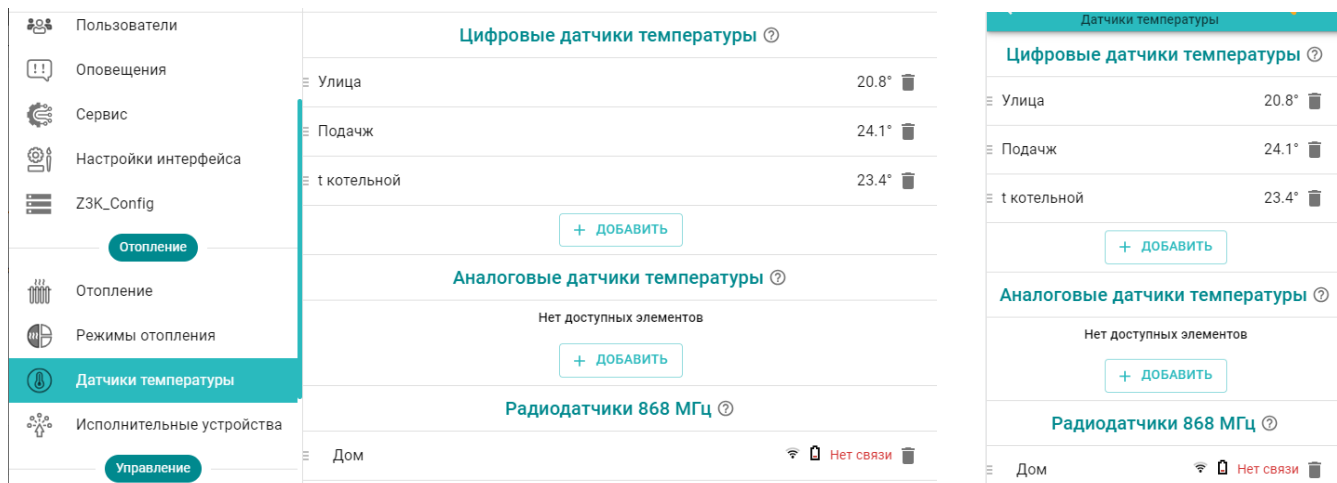 Пользователи
Оповещения
Сервис
Настройки интерфейса
Z3K_Config
Отопление
Отопление
Режимы отопления
Датчики температуры
Исполнительные устройства
Управление
Цифровые датчики температуры
Улица 20.8°
Подачж 24.1°
t котельной 23.4°
+ ДОБАВИТЬ
Аналоговые датчики температуры
Нет доступных элементов
+ ДОБАВИТЬ
Радиодатчики 868 МГц
Дом Нет связи
Датчики температуры
Цифровые датчики температуры
Улица 20.8°
Подачж 24.1°
t котельной 23.4°
+ ДОБАВИТЬ
Аналоговые датчики температуры
Нет доступных элементов
+ ДОБАВИТЬ
Радиодатчики 868 МГц
Дом Нет связи